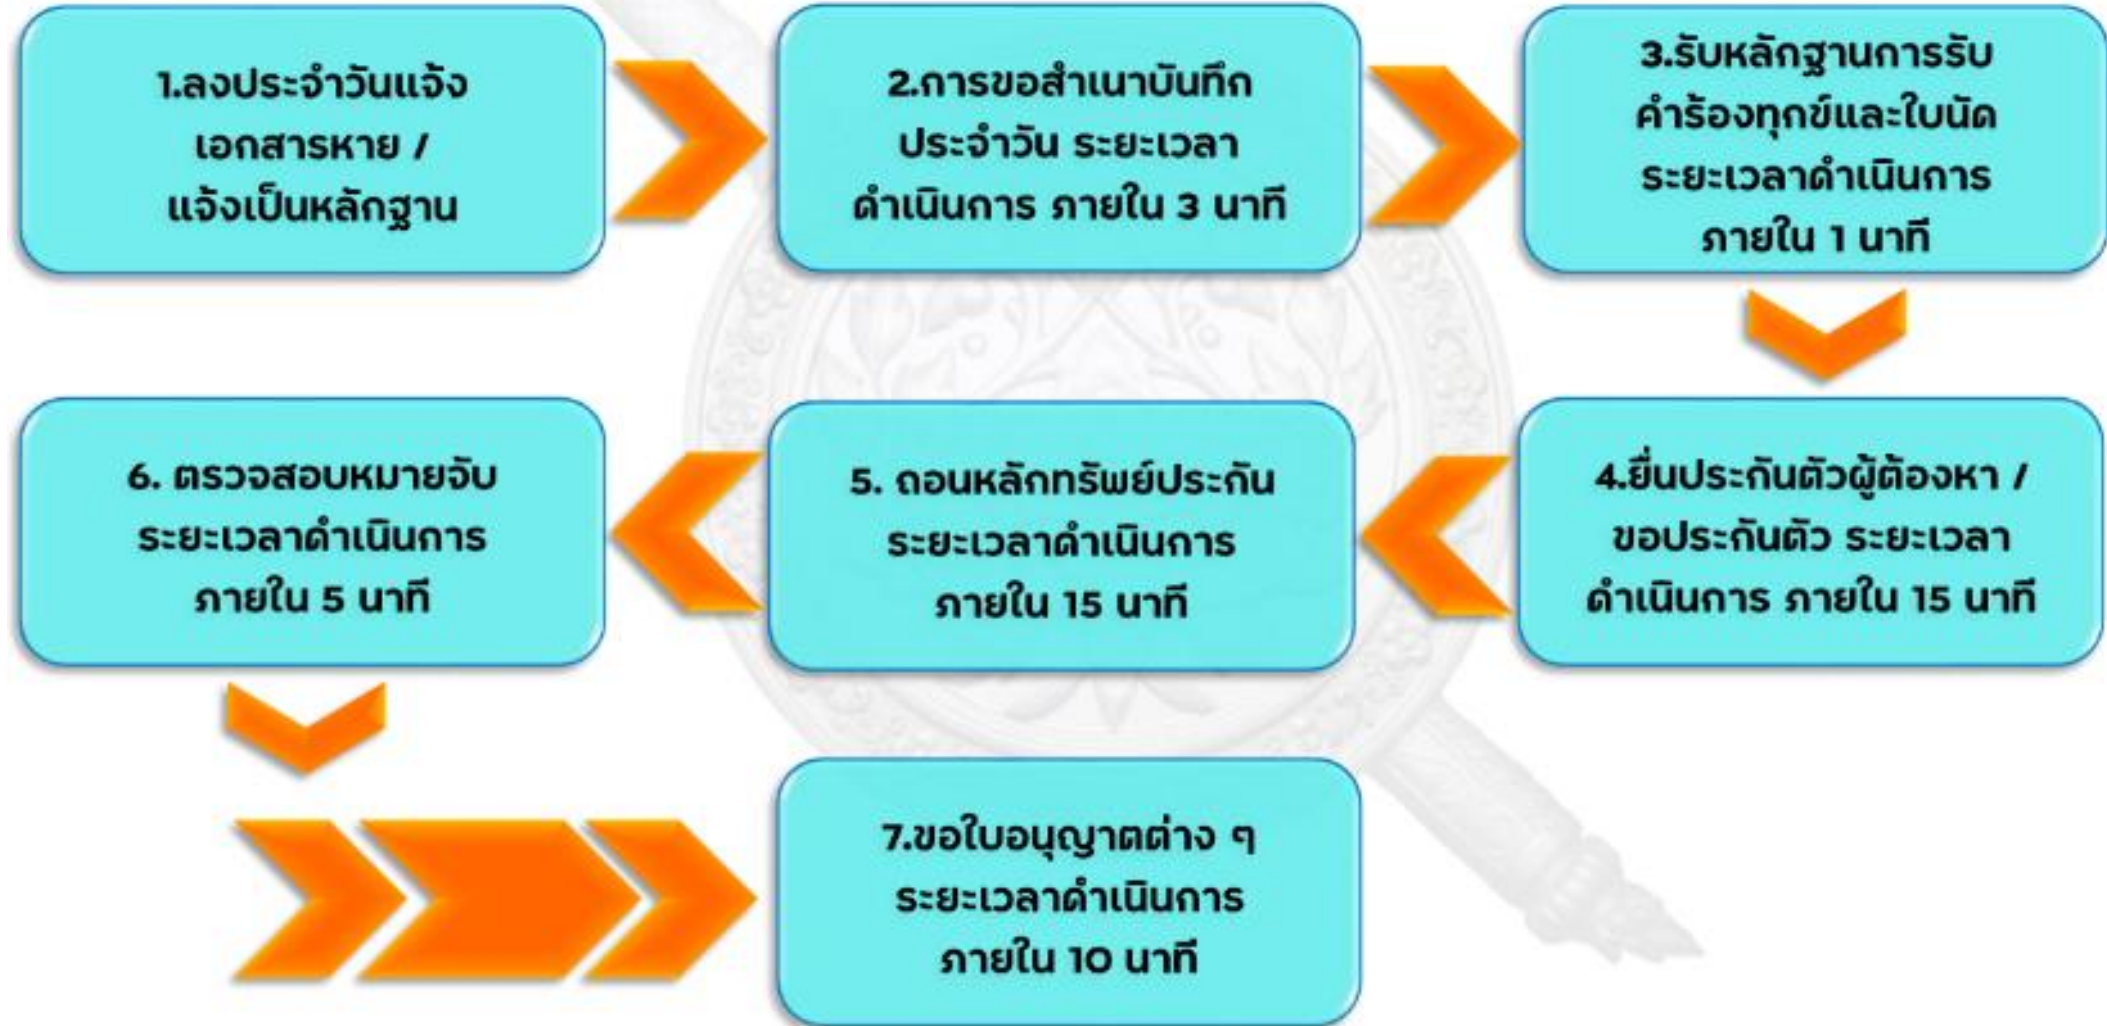 1.ลงประจำวันแจ้ง
เอกสารหาย /
แจ้งเป็นหลักฐาน
2.การขอสำเนาบันทึก
ประจำวัน ระยะเวลา
ดำเนินการ ภายใน 3 นาที
3.รับหลักฐานการรับ
คำร้องทุกข์และใบนัด
ระยะเวลาดำเนินการ
ภายใน 1 นาที
4.ยื่นประกันตัวผู้ต้องหา /
ขอประกันตัว ระยะเวลา
ดำเนินการ ภายใน 15 นาที
5. ถอนหลักทรัพย์ประกัน
ระยะเวลาดำเนินการ
ภายใน 15 นาที
6. ตรวจสอบหมายจับ
ระยะเวลาดำเนินการ
ภายใน 5 นาที
7.ขอใบอนุญาตต่าง ๆ
ระยะเวลาดำเนินการ
ภายใน 10 นาที